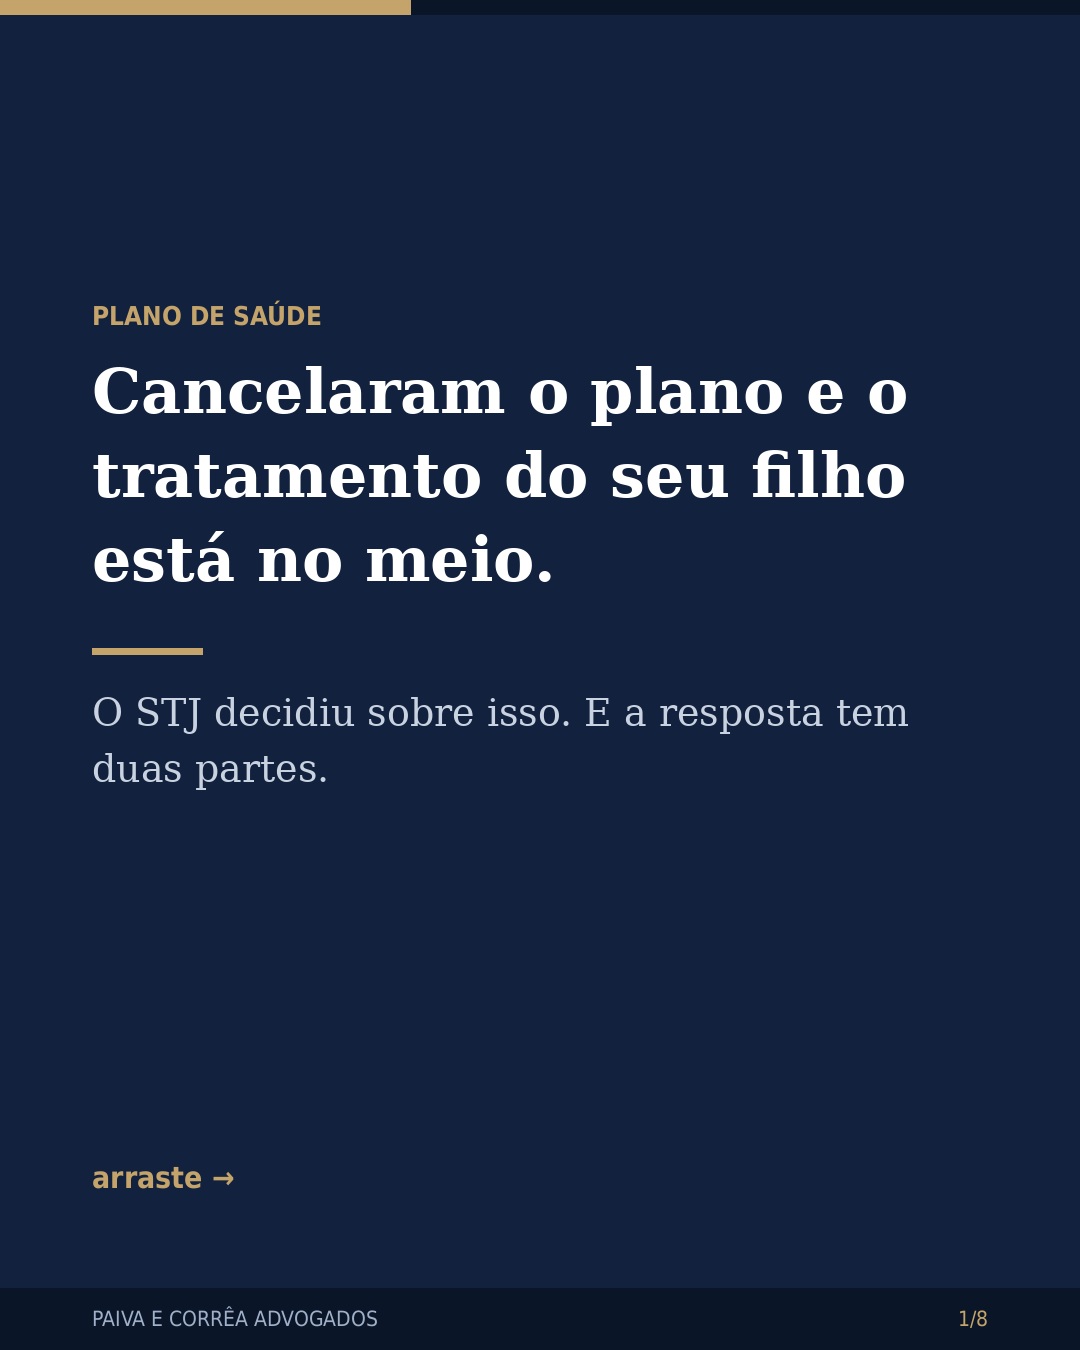 PLANO DE SAÚDE
Cancelaram o plano e o
tratamento do seu filho
está no meio.
O STJ decidiu sobre isso. E a resposta tem
duas partes.
arraste →
PAIVA E CORRÊA ADVOGADOS
1/8